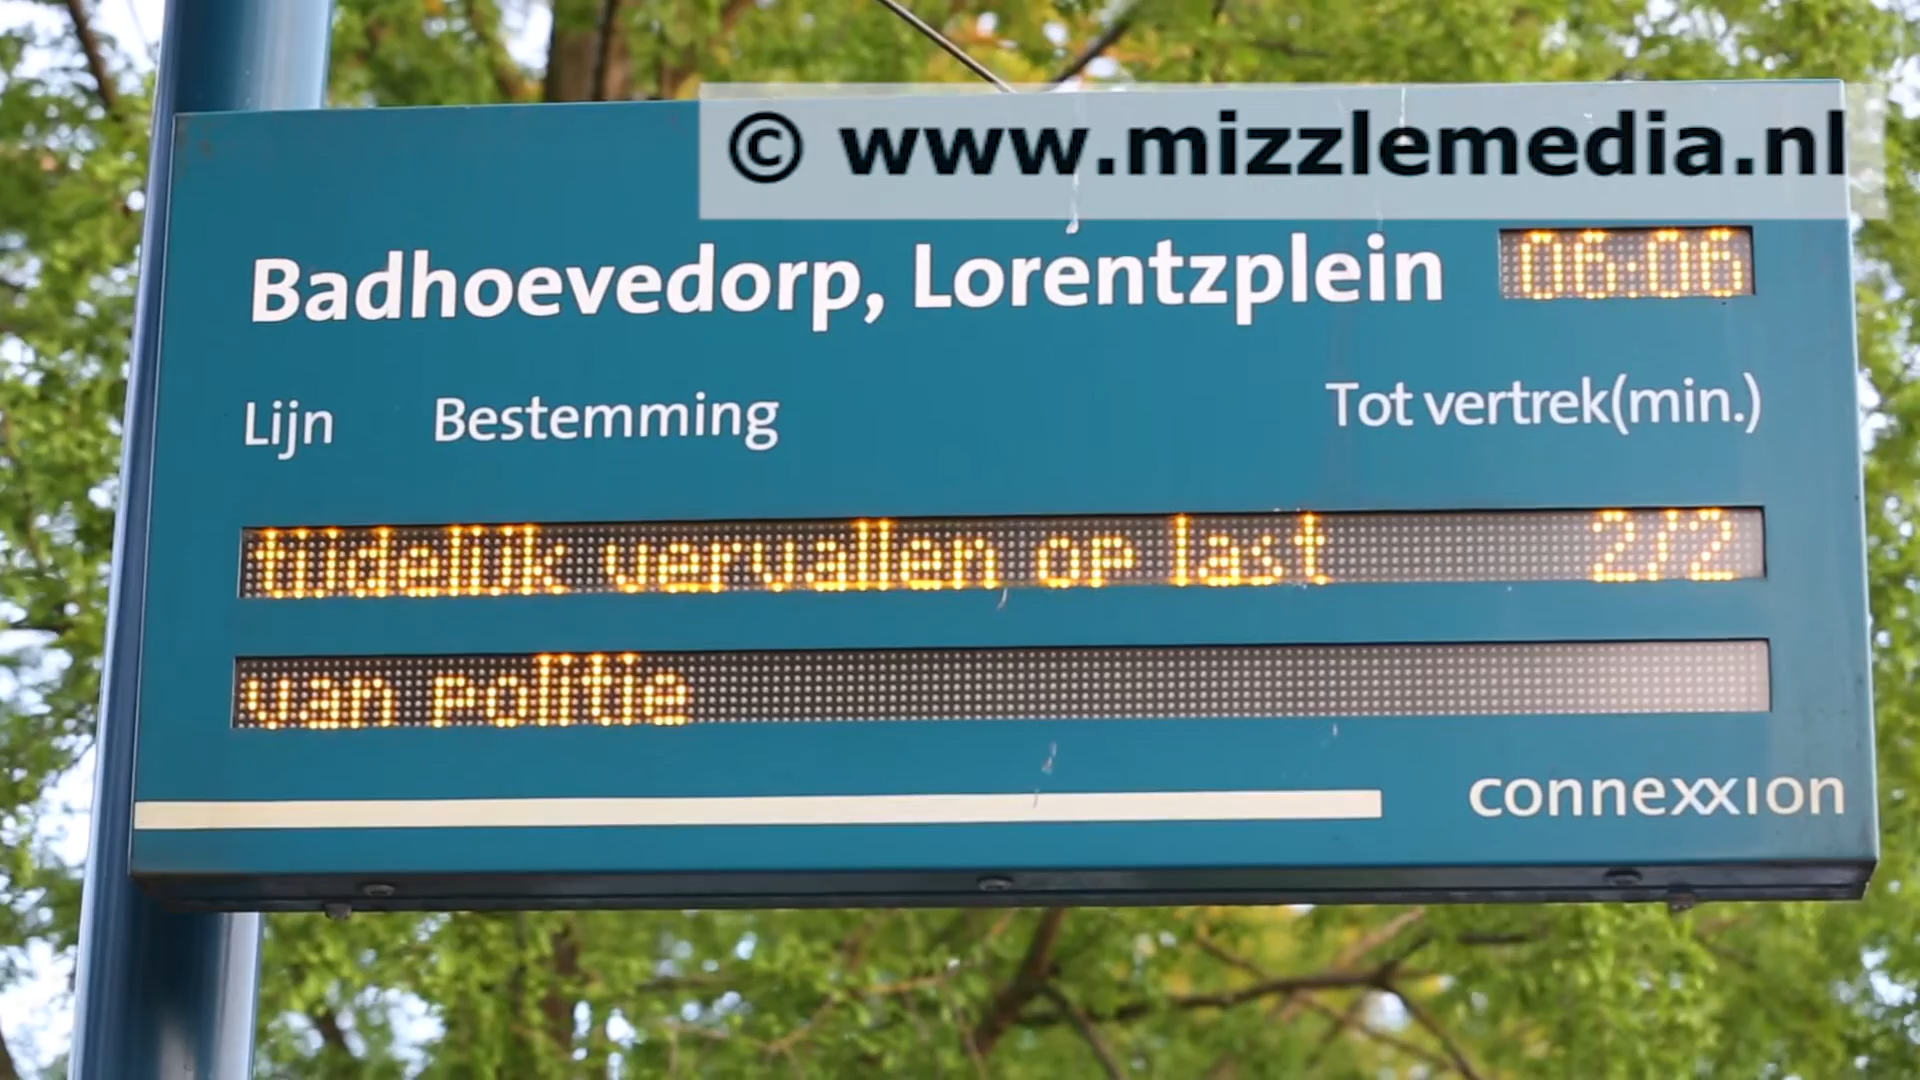 © www.mizzlemedia.nl
Badhoevedorp, Lorentzplein 06:06
Lijn Bestemming Tot vertrek(min.)
tijdelijk vervallen op last 2/2
van politie
connexxion